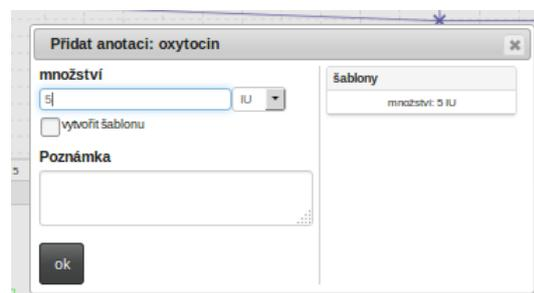 Přidat anotaci: oxytocin
množství
5
IU
vytvořit šablonu
Poznámka
ok
šablony
množství: 5 IU
5